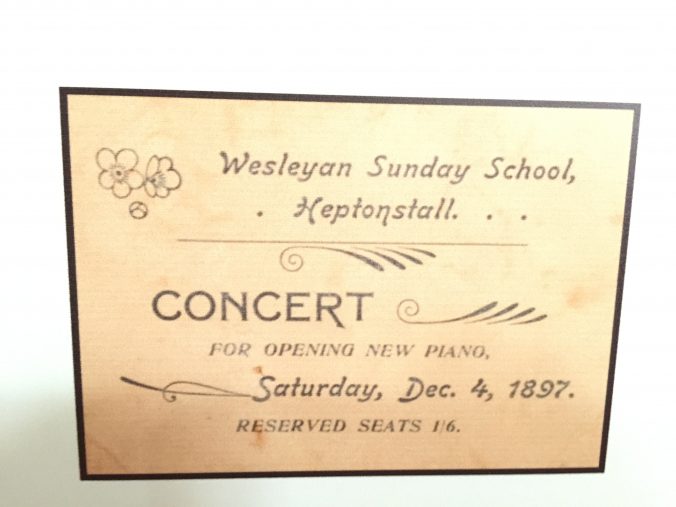 Wesleyan Sunday School,
. Heptonstall. . .
CONCERT
FOR OPENING NEW PIANO,
Saturday, Dec. 4, 1897.
RESERVED SEATS 1/6.